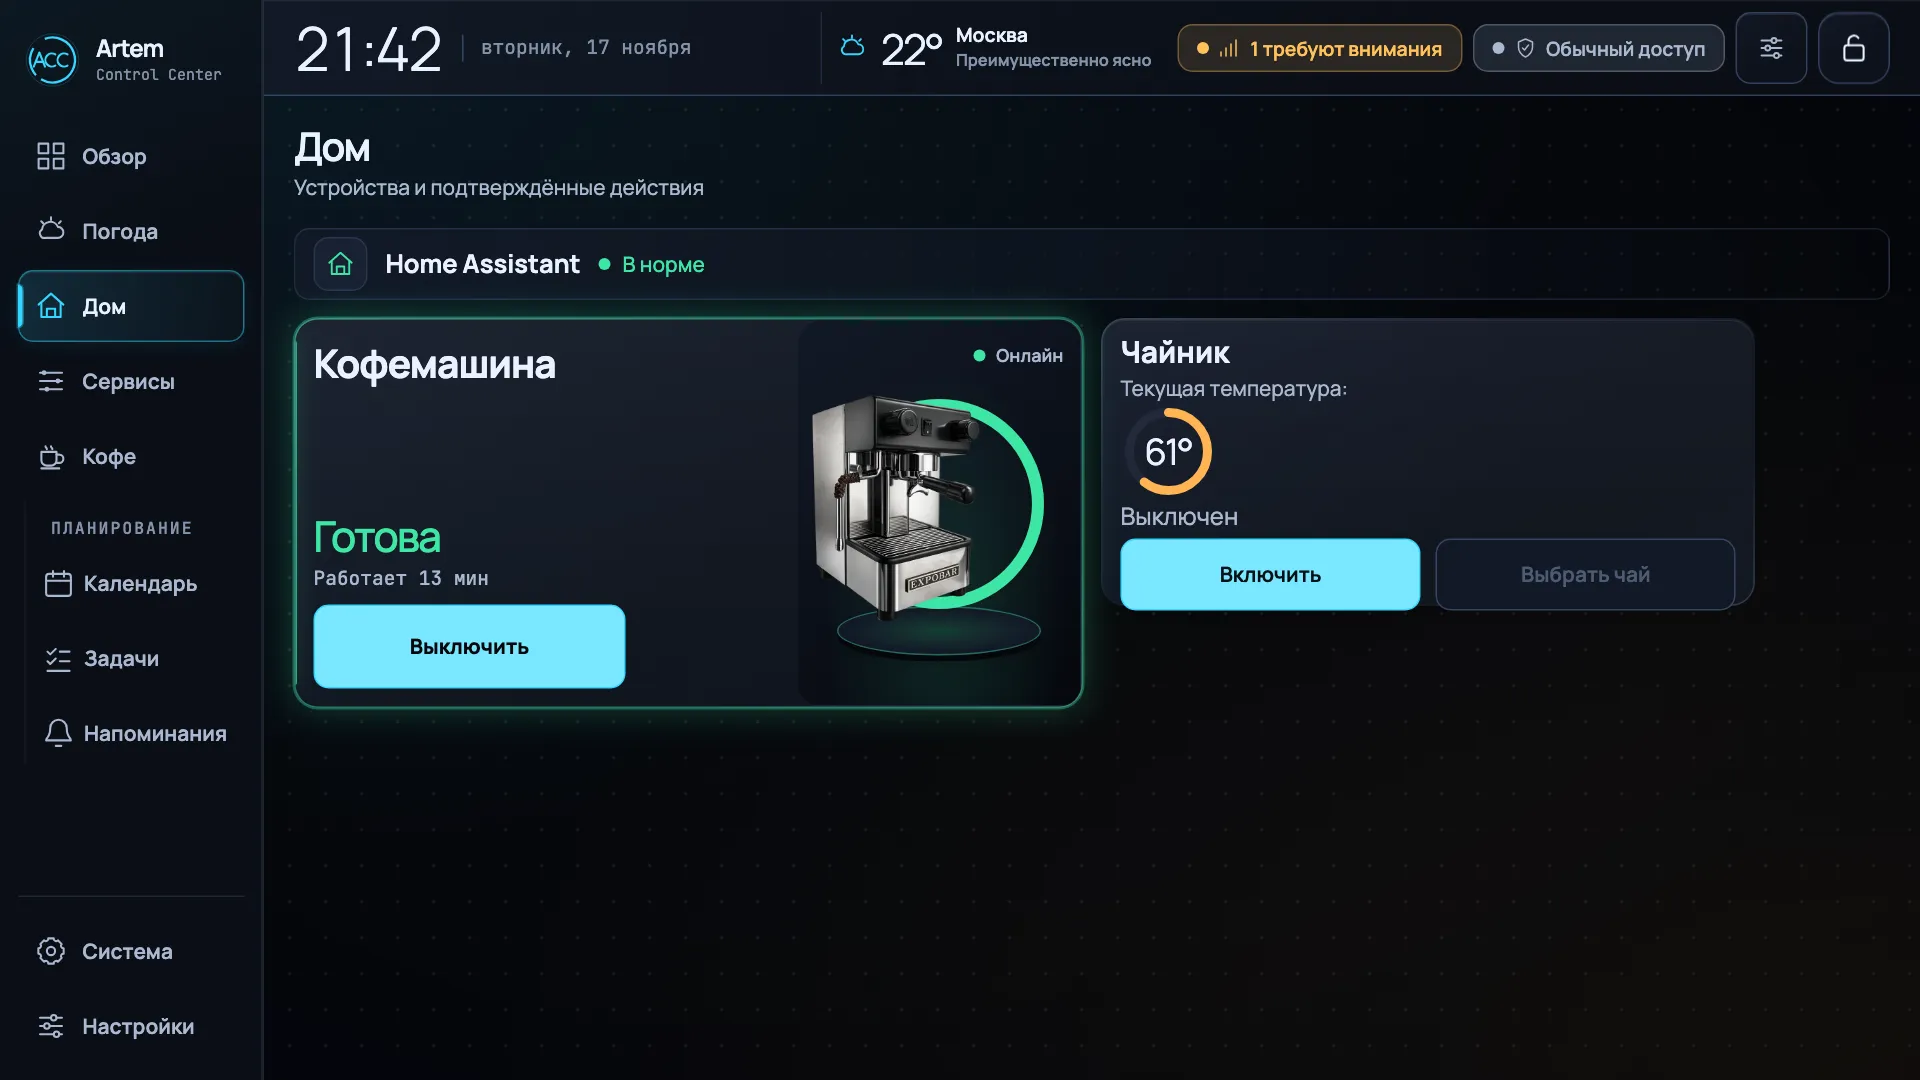 ACC
Artem
Control Center
21:42
вторник, 17 ноября
22°
Москва
Преимущественно ясно
1 требуют внимания
Обычный доступ
Обзор
Погода
Дом
Сервисы
Кофе
ПЛАНИРОВАНИЕ
Календарь
Задачи
Напоминания
Система
Настройки
Дом
Устройства и подтверждённые действия
Home Assistant
В норме
Кофемашина
Онлайн
EXPOBAR
Готова
Работает 13 мин
Выключить
Чайник
Текущая температура:
61°
Выключен
Включить
Выбрать чай